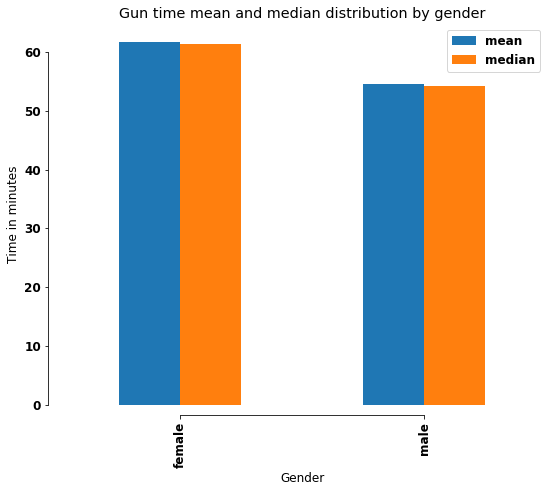 Gun time mean and median distribution by gender
mean
median
60
50
40
30
20
10
0
Time in minutes
female
male
Gender